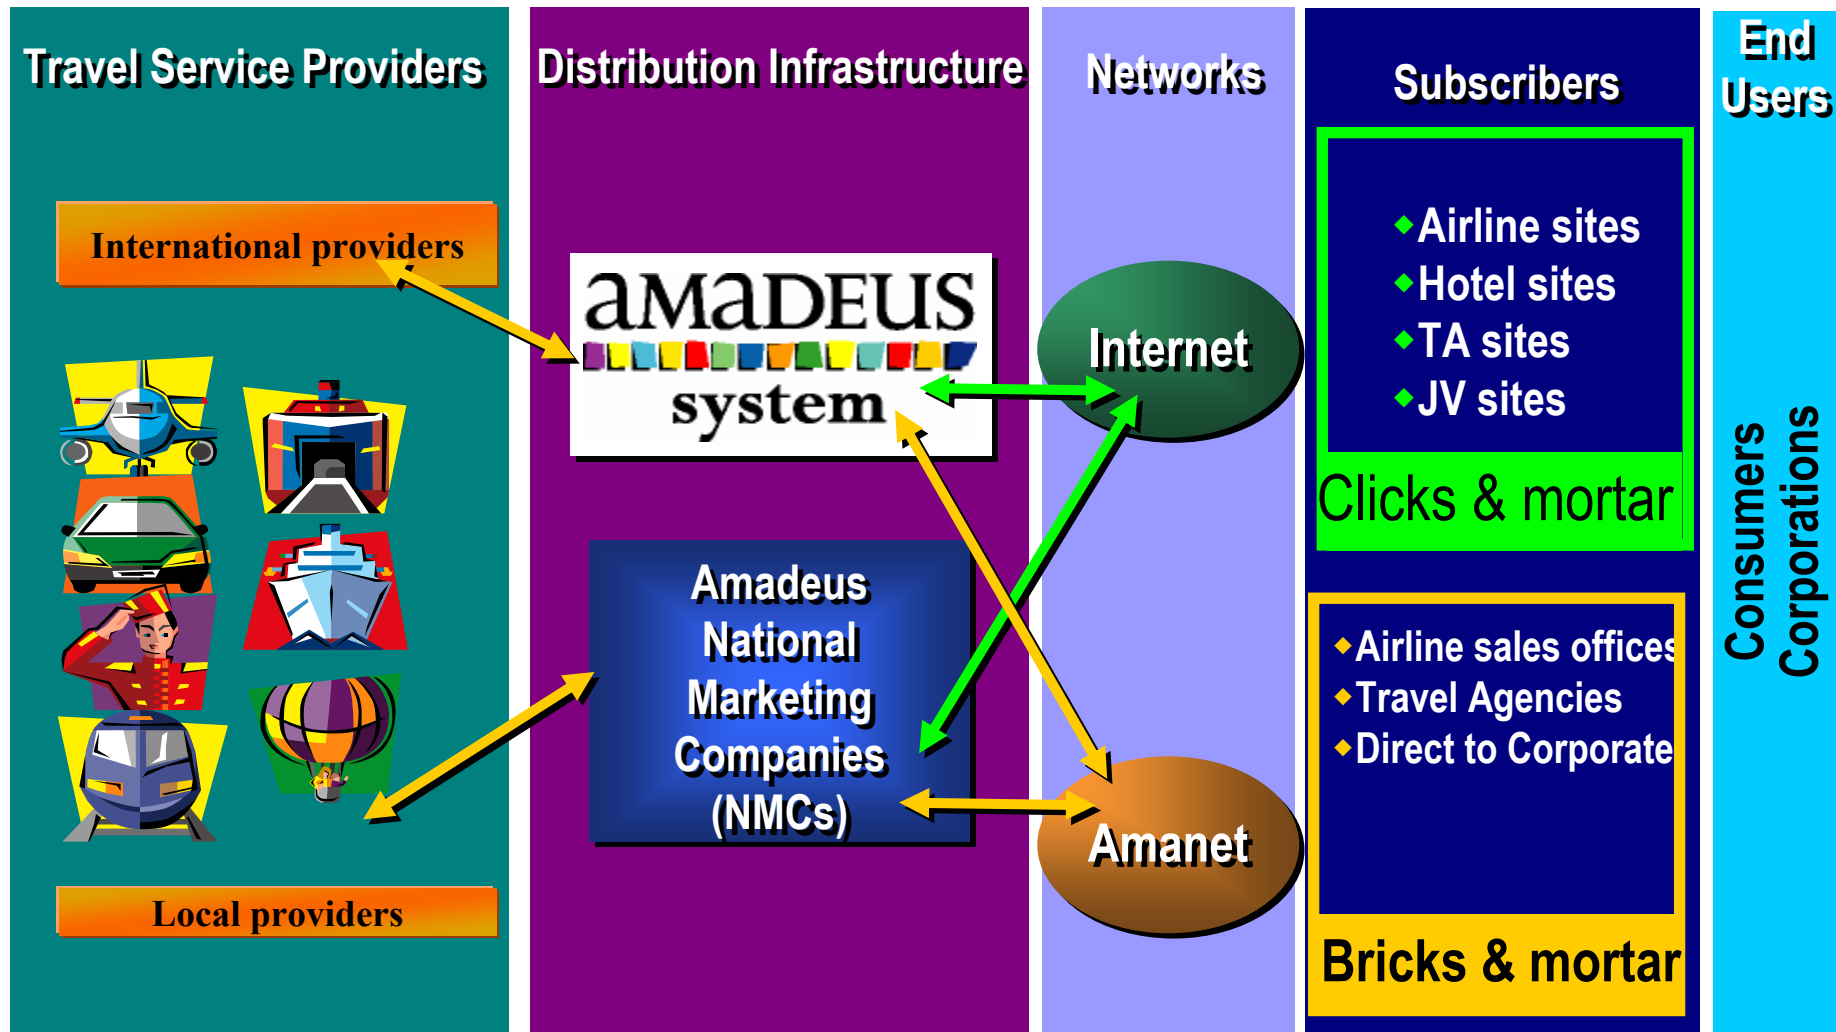 Travel Service Providers
International providers
Local providers
Distribution Infrastructure
aMaDEUS
system
Amadeus
National
Marketing
Companies
(NMCs)
Networks
Internet
Amanet
Subscribers
Airline sites
Hotel sites
TA sites
JV sites
Clicks & mortar
Airline sales offices
Travel Agencies
Direct to Corporate
Bricks & mortar
End
Users
Consumers
Corporations